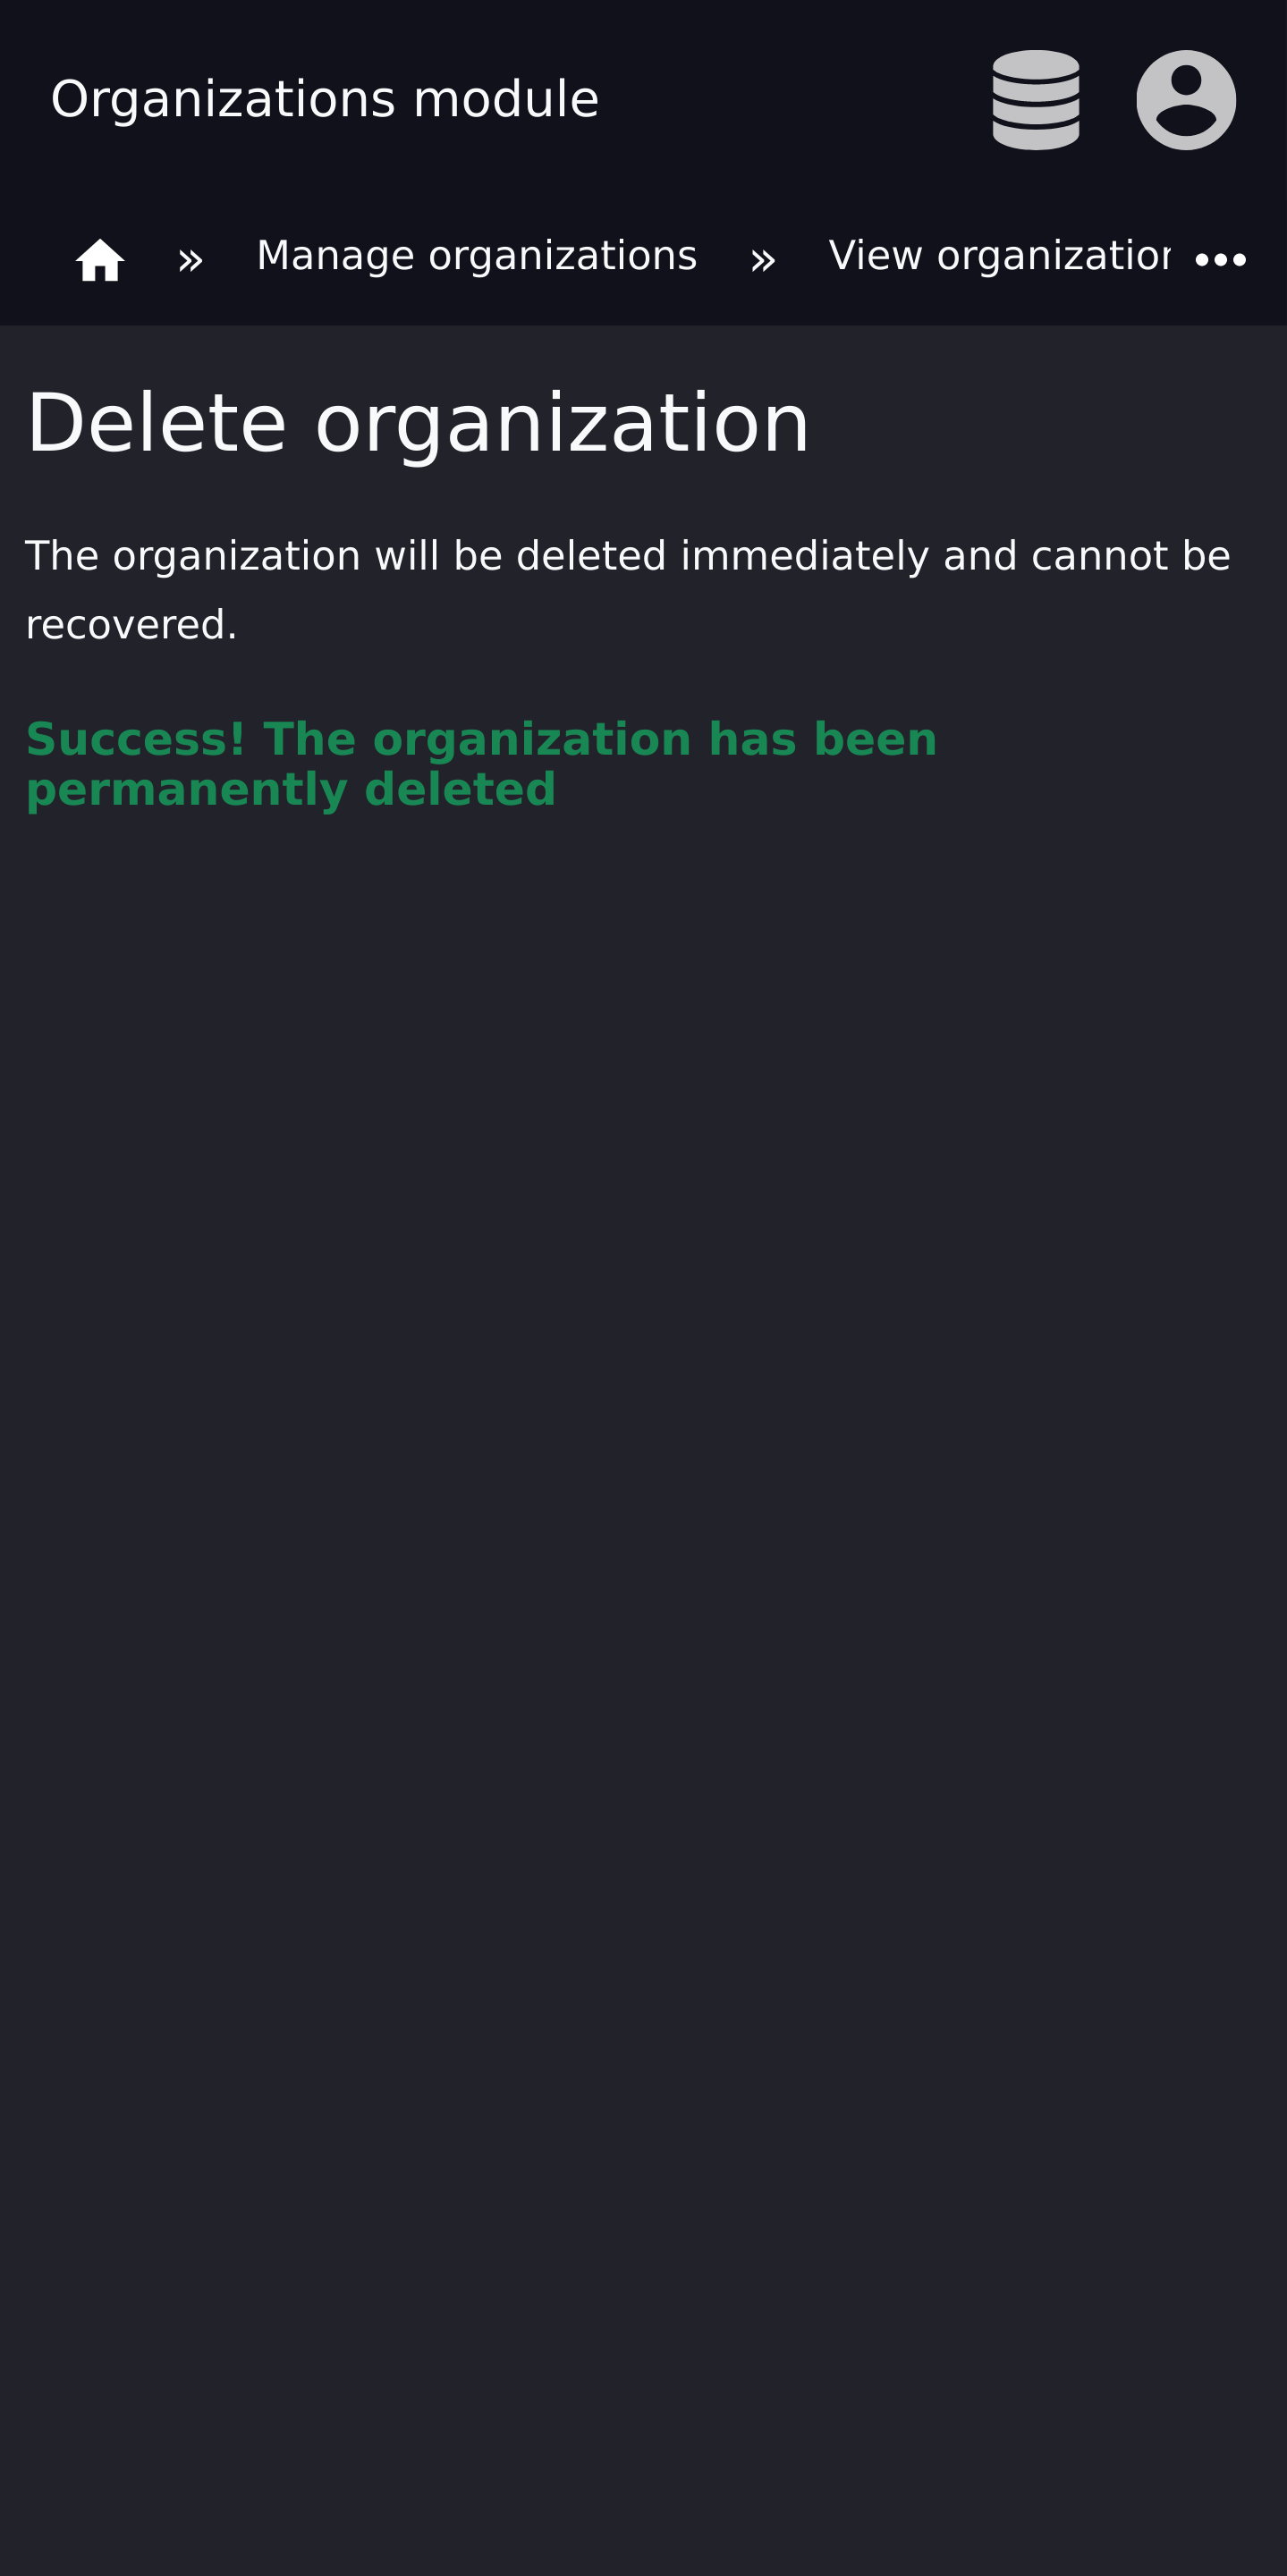 Organizations module
» Manage organizations » View organization •••
Delete organization
The organization will be deleted immediately and cannot be
recovered.
Success! The organization has been
permanently deleted